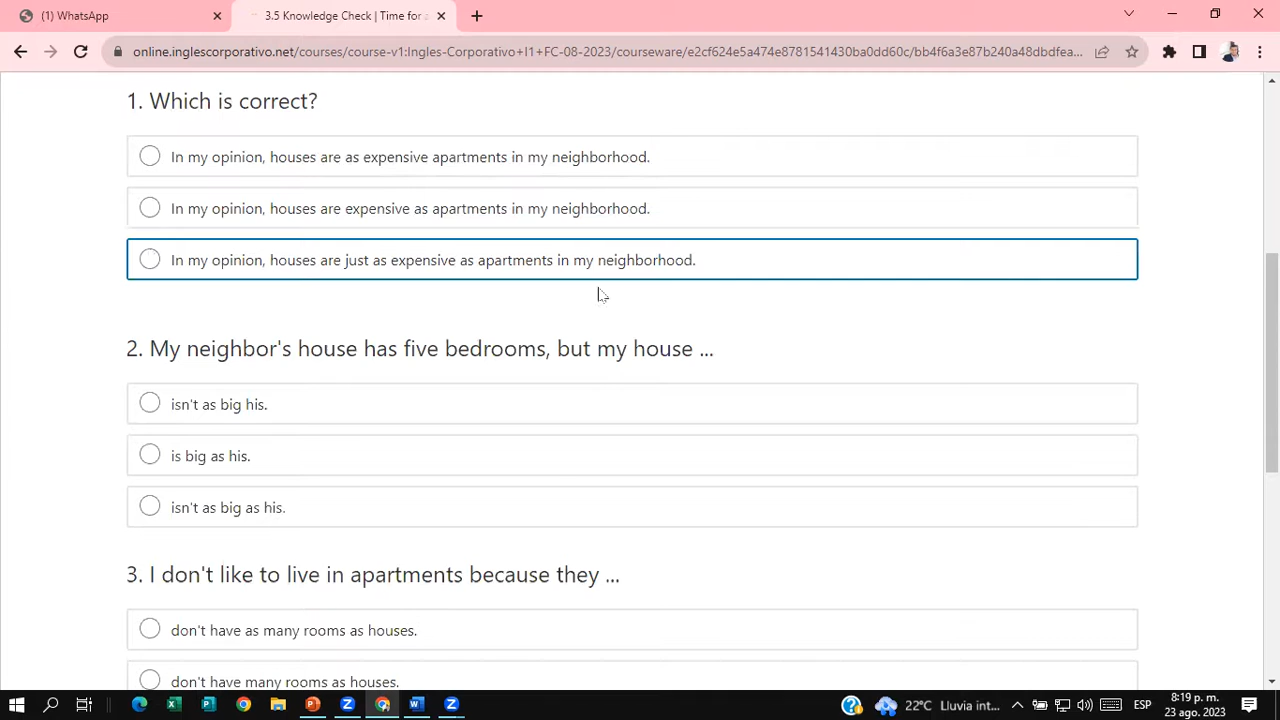 (1) WhatsApp
3.5 Knowledge Check | Time for a
online.inglescorporativo.net/courses/course-v1:Ingles-Corporativo+I1+FC-08-2023/courseware/e2cf624e5a474e8781541430ba0dd60c/bb4f6a3e87b240a48dbdfea...
1. Which is correct?
In my opinion, houses are as expensive apartments in my neighborhood.
In my opinion, houses are expensive as apartments in my neighborhood.
In my opinion, houses are just as expensive as apartments in my neighborhood.
2. My neighbor's house has five bedrooms, but my house ...
isn't as big his.
is big as his.
isn't as big as his.
3. I don't like to live in apartments because they ...
don't have as many rooms as houses.
don't have many rooms as houses.
22°C Lluvia int...
ESP
8:19 p. m.
23 ago. 2023